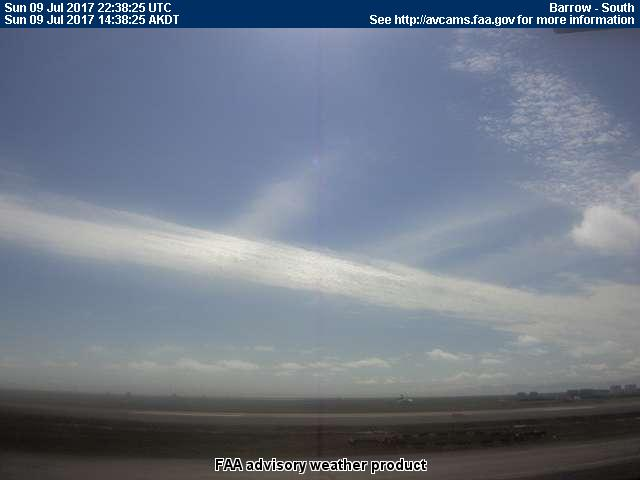 Sun 09 Jul 2017 22:38:25 UTC Barrow - South
Sun 09 Jul 2017 14:38:25 AKDT See http://avcams.faa.gov for more information
FAA advisory weather product